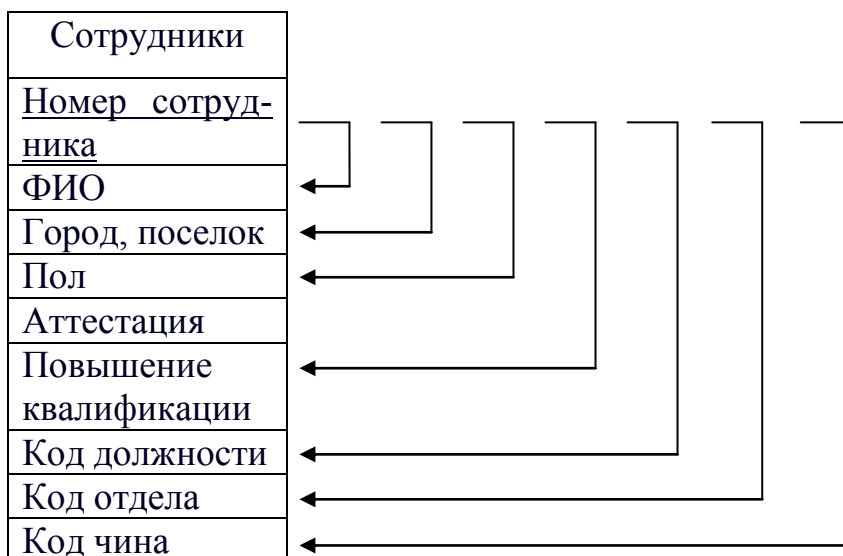 Сотрудники
Номер сотруд-
ника
ФИО
Город, поселок
Пол
Аттестация
Повышение
квалификации
Код должности
Код отдела
Код чина